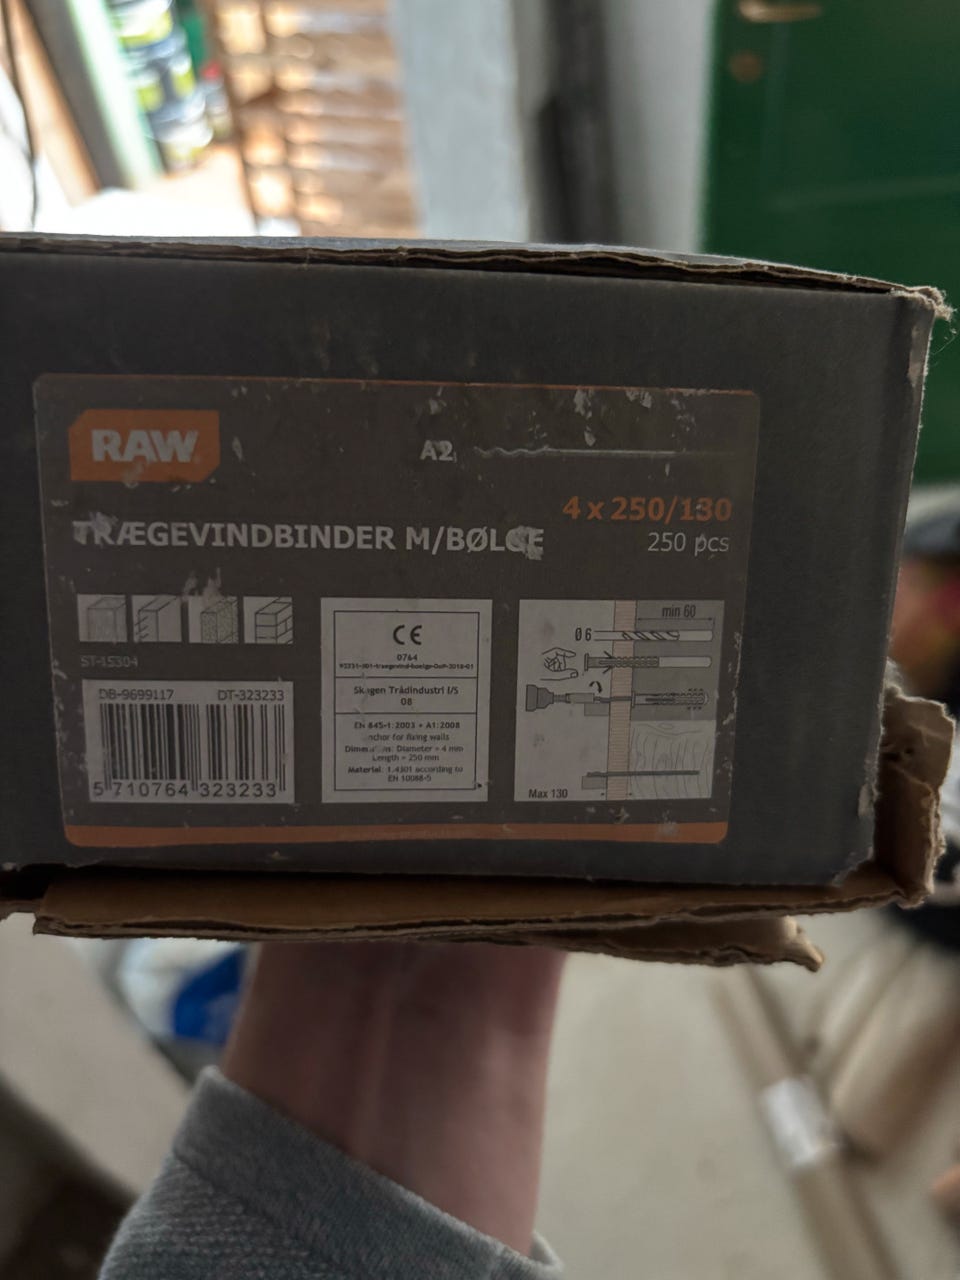 RAW
A2
4 x 250/130
TRÆGEVINDBINDER M/BØLGE
250 pcs
ST-15304
DB-9699117 DT-323233
5 710764 323233
CE
0764
Skagen Trådindustri I/S
08
EN 845-1:2003 + A1:2008
anchor for fixing walls
Dimension: Diameter = 4 mm
Length = 250 mm
Material: 1.4301 according to
EN 10088-5
min 60
Ø 6
Max 130